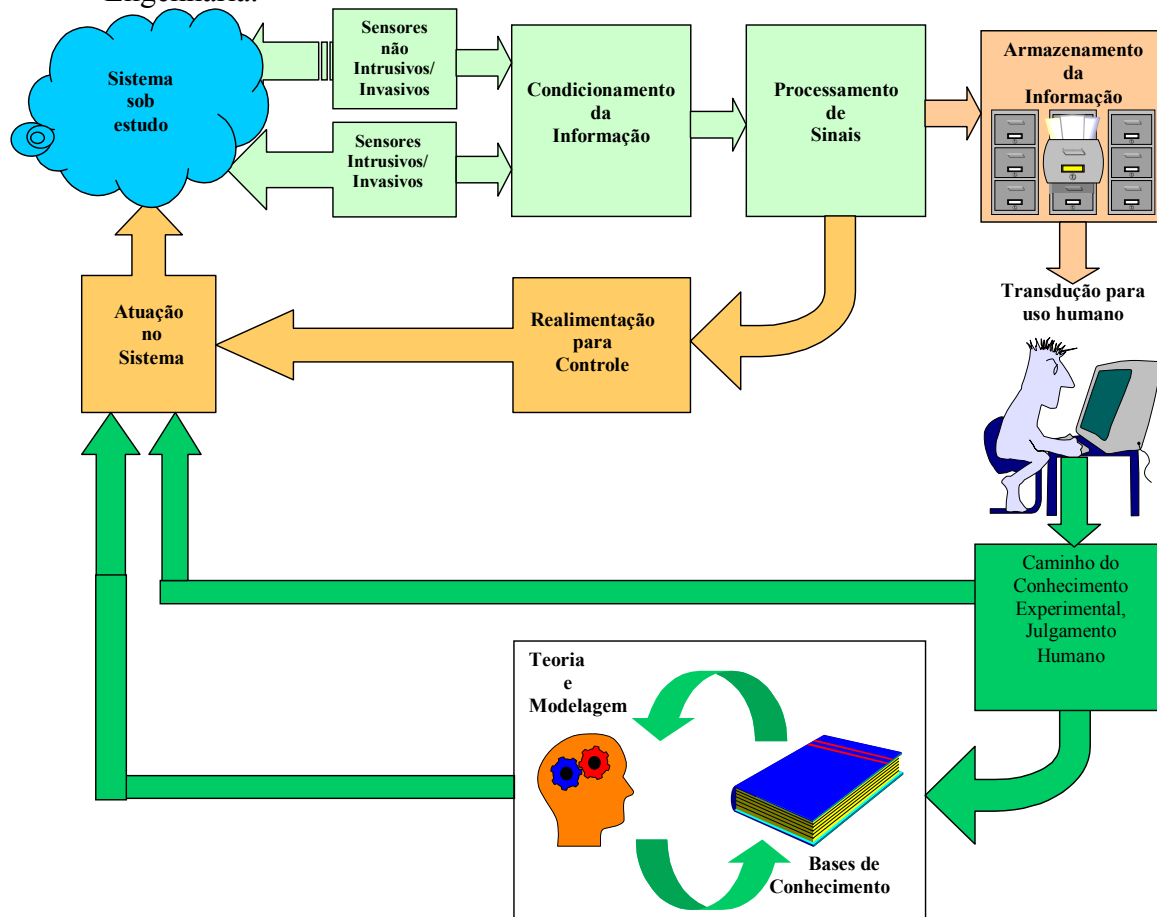 Engenharia.
Sistema
sob
estudo
Sensores
não
Intrusivos/
Invasivos
Sensores
Intrusivos/
Invasivos
Condicionamento
da
Informação
Processamento
de
Sinais
Armazenamento
da
Informação
Transdução para
uso humano
Atuação
no
Sistema
Realimentação
para
Controle
Caminho do
Conhecimento
Experimental,
Julgamento
Humano
Teoria
e
Modelagem
Bases de
Conhecimento